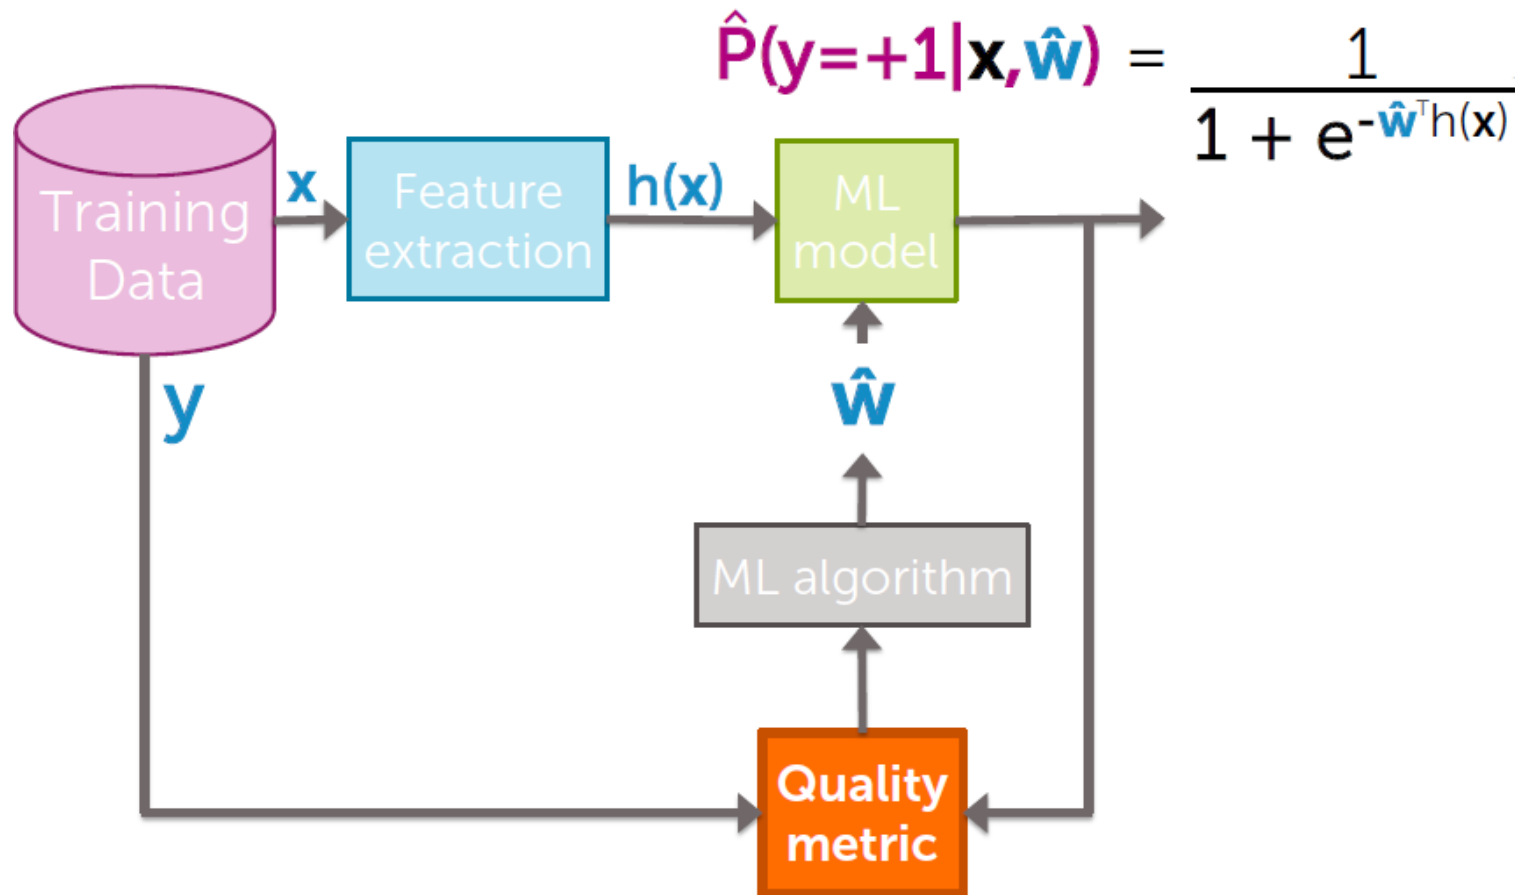 P̂(y=+1|x,ŵ) = 1 / 1 + e^-ŵᵀh(x)
Training
Data
x
Feature
extraction
h(x)
ML
model
y
ŵ
ML algorithm
Quality
metric